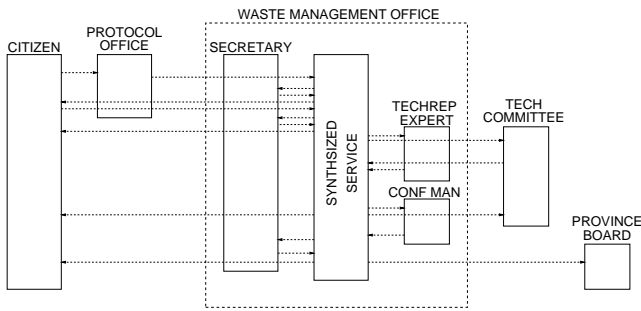 WASTE MANAGEMENT OFFICE
PROTOCOL
OFFICE
CITIZEN
SECRETARY
SYNTHSIZED
SERVICE
TECHREP
EXPERT
TECH
COMMITTEE
CONF MAN
PROVINCE
BOARD